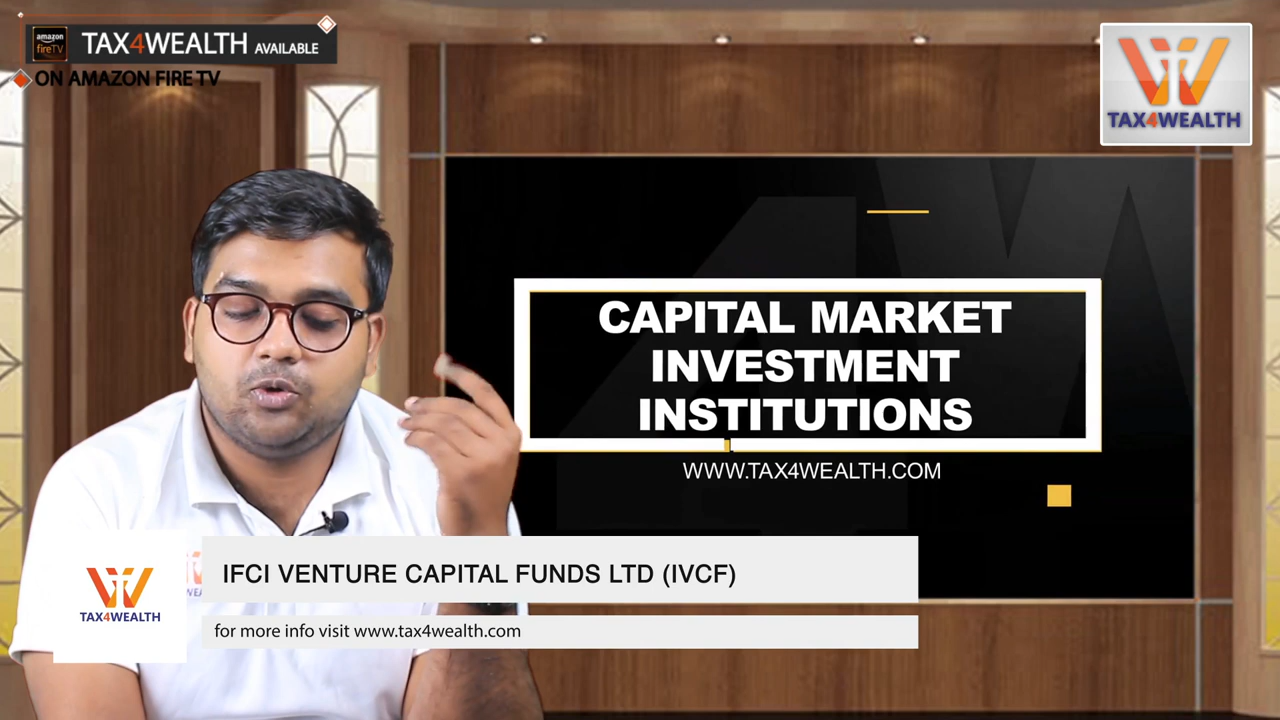 amazon
fireTV
TAX4WEALTH AVAILABLE
ON AMAZON FIRE TV
TAX4WEALTH
CAPITAL MARKET
INVESTMENT
INSTITUTIONS
WWW.TAX4WEALTH.COM
IFCI VENTURE CAPITAL FUNDS LTD (IVCF)
TAX4WEALTH
for more info visit www.tax4wealth.com